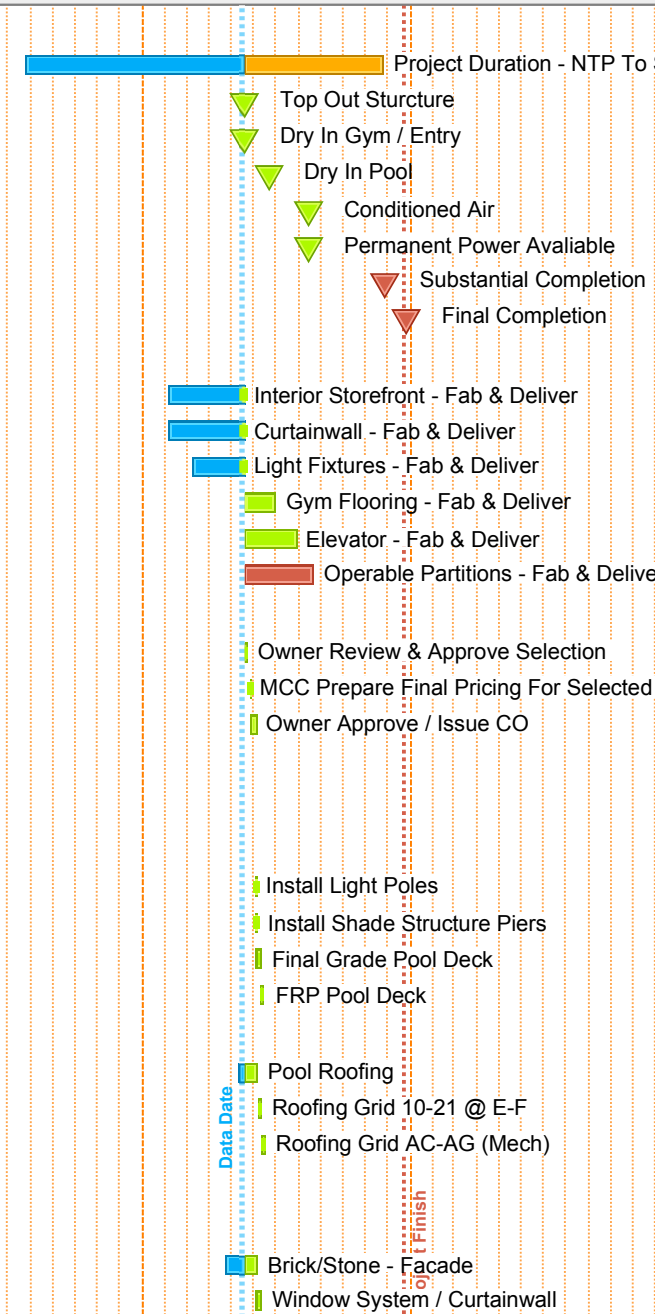 Project Duration - NTP To
Top Out Sturcture
Dry In Gym / Entry
Dry In Pool
Conditioned Air
Permanent Power Avaliable
Substantial Completion
Final Completion
Interior Storefront - Fab & Deliver
Curtainwall - Fab & Deliver
Light Fixtures - Fab & Deliver
Gym Flooring - Fab & Deliver
Elevator - Fab & Deliver
Operable Partitions - Fab & Delive
Owner Review & Approve Selection
MCC Prepare Final Pricing For Selected
Owner Approve / Issue CO
Install Light Poles
Install Shade Structure Piers
Final Grade Pool Deck
FRP Pool Deck
Pool Roofing
Roofing Grid 10-21 @ E-F
Roofing Grid AC-AG (Mech)
Data Date
Finish
Brick/Stone - Facade
Window System / Curtainwall